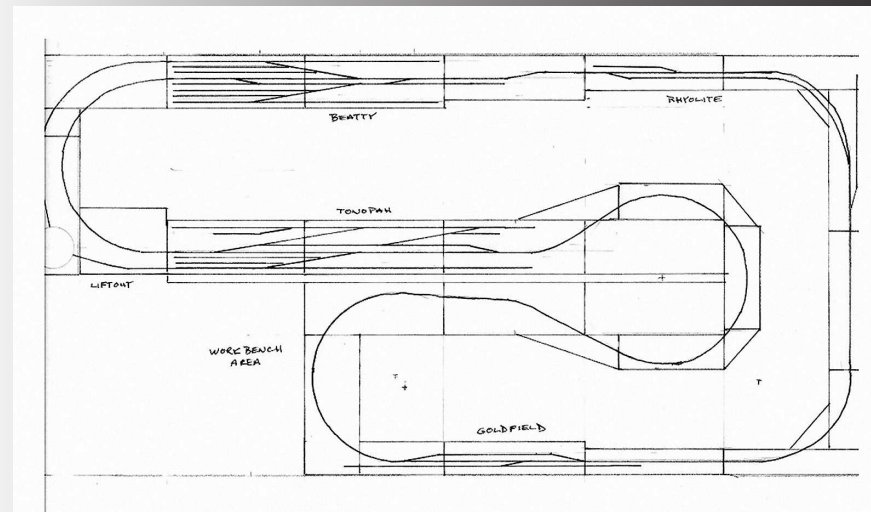 BEATTY
RHYOLITE
TONOPAH
LIFTOUT
WORK BENCH
AREA
GOLDFIELD
T
T